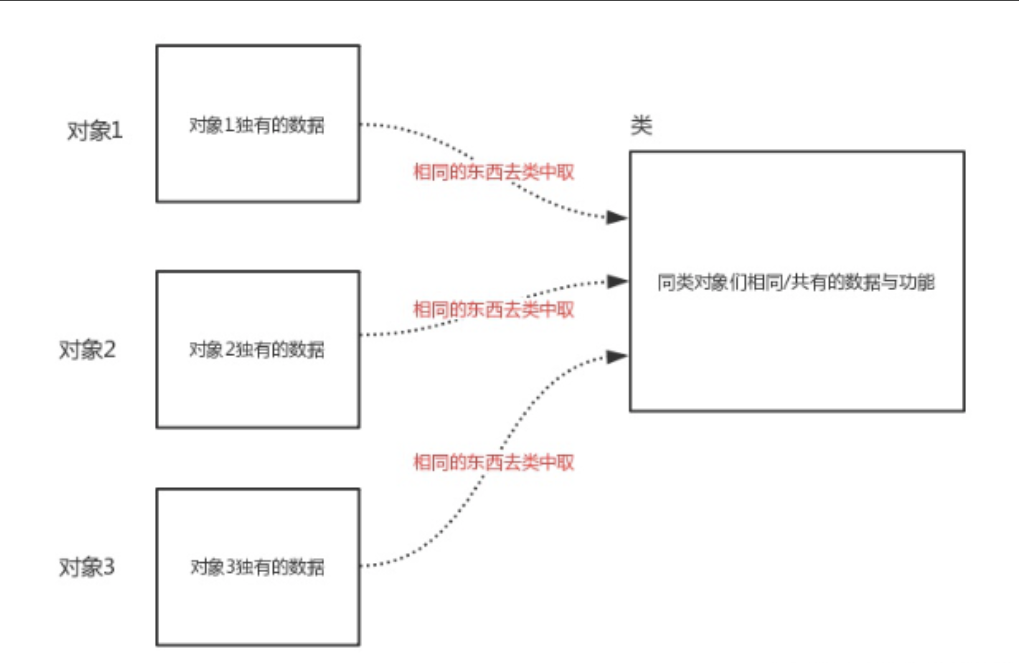 对象1
对象1独有的数据
类
相同的东西去类中取
同类对象们相同/共有的数据与功能
相同的东西去类中取
对象2
对象2独有的数据
相同的东西去类中取
对象3
对象3独有的数据